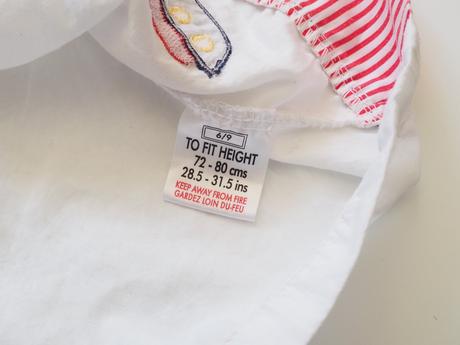 6/9
TO FIT HEIGHT
72 - 80 cms
28.5 - 31.5 ins
KEEP AWAY FROM FIRE
GARDEZ LOIN DU-FEU